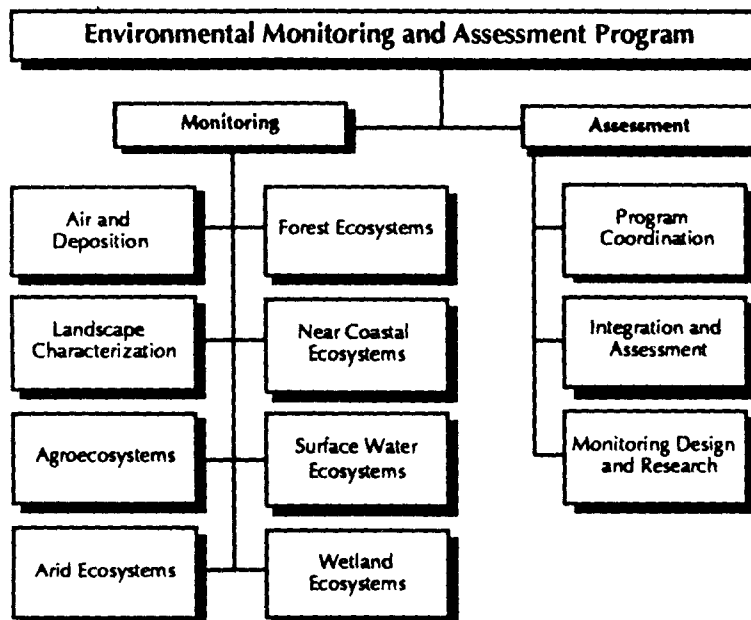 Environmental Monitoring and Assessment Program
Monitoring
Assessment
Air and
Deposition
Forest Ecosystems
Program
Coordination
Landscape
Characterization
Near Coastal
Ecosystems
Integration and
Assessment
Agroecosystems
Surface Water
Ecosystems
Monitoring Design
and Research
Arid Ecosystems
Wetland
Ecosystems